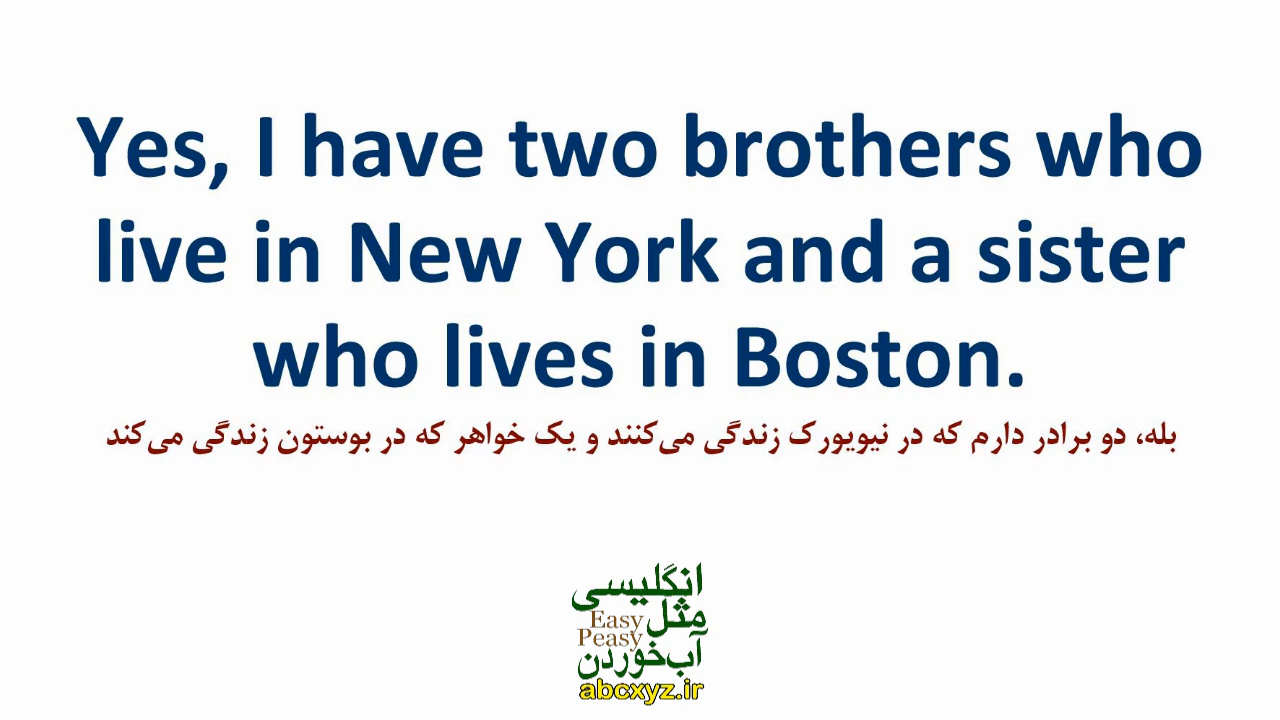 Yes, I have two brothers who
live in New York and a sister
who lives in Boston.
بله، دو برادر دارم که در نیویورک زندگی می‌کنند و یک خواهر که در بوستون زندگی می‌کند
انگلیسی
مثل
Easy
Peasy
آب‌خوردن
abcxyz.ir